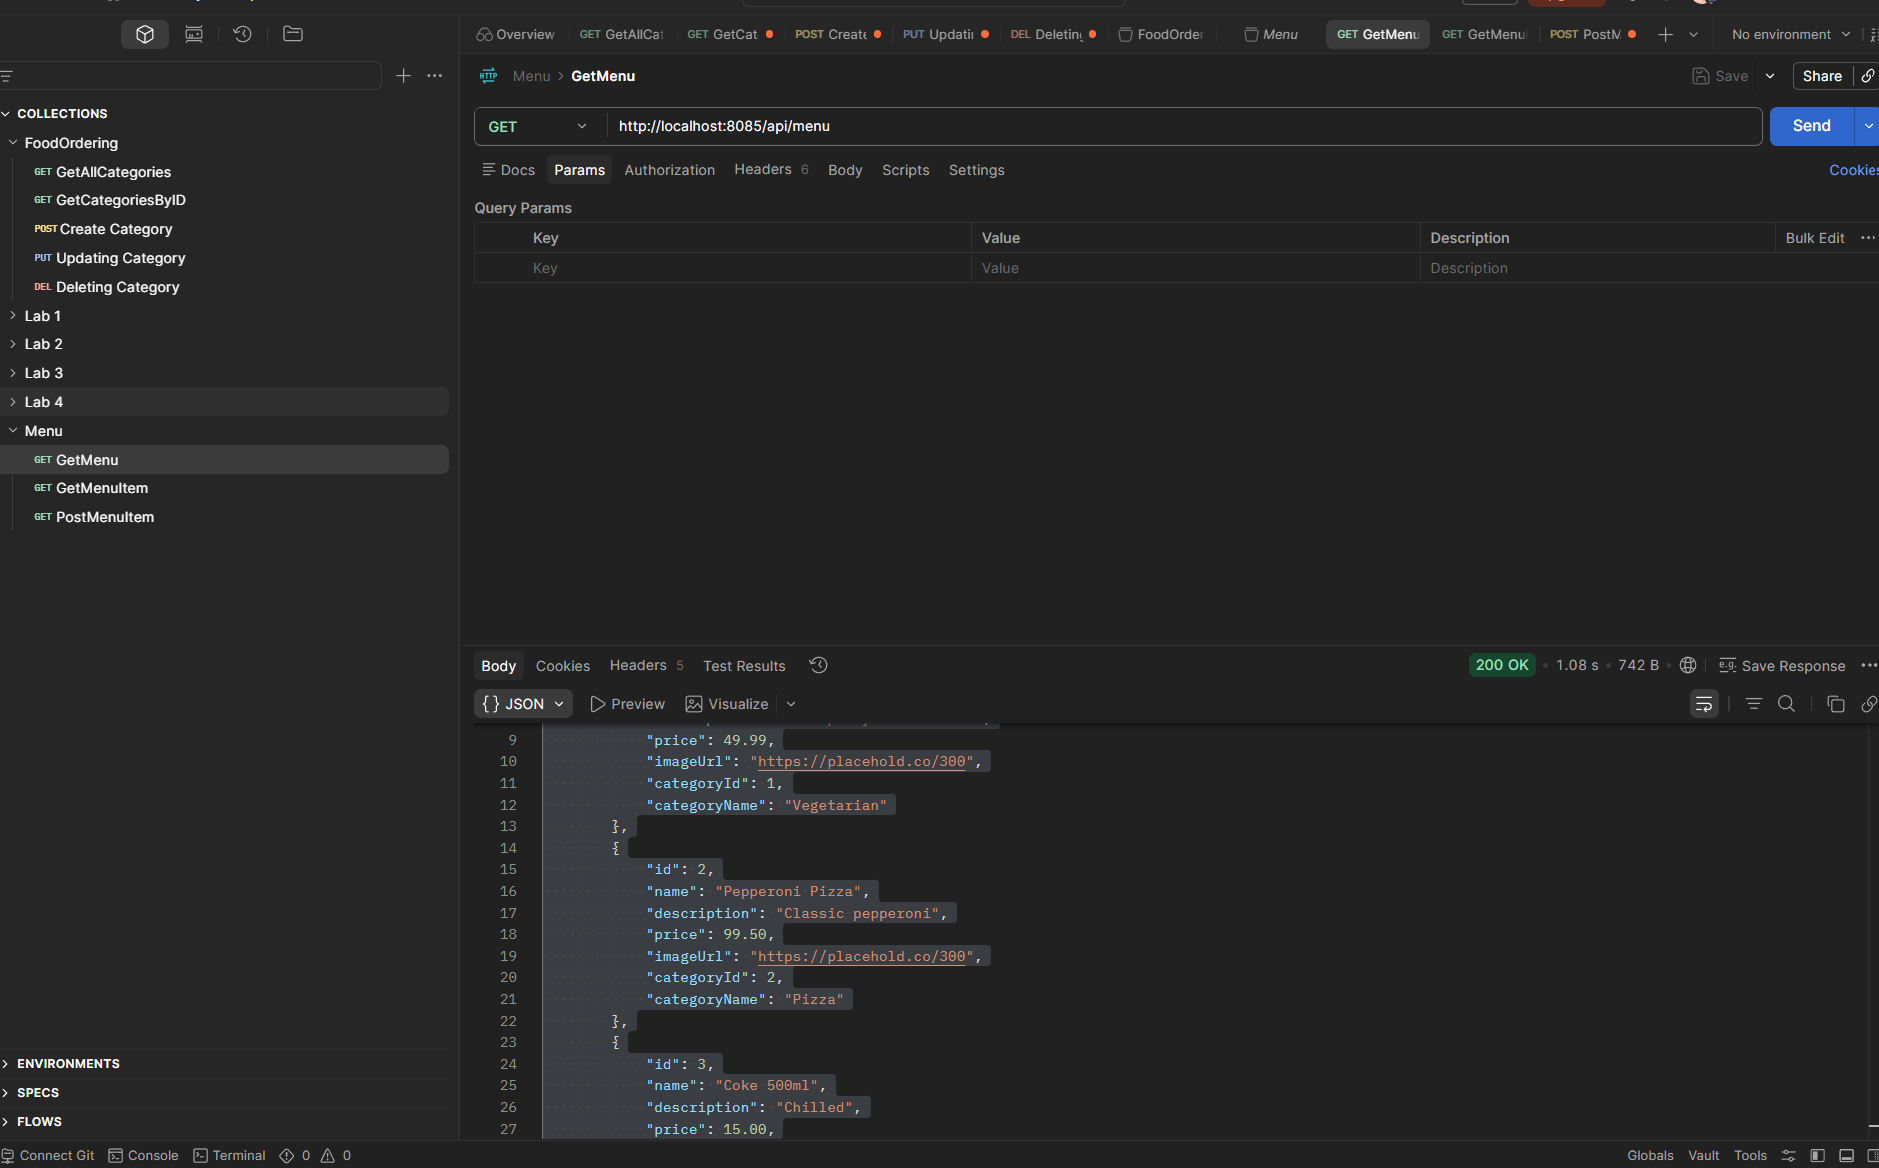 Overview
GET GetAllCat
GET GetCat
POST Create
PUT Updatin
DEL Deleting
FoodOrder
Menu
GET GetMenu
GET GetMenu
POST PostM
No environment
Menu > GetMenu
Save
Share
COLLECTIONS
FoodOrdering
GET GetAllCategories
GET GetCategoriesByID
POST Create Category
PUT Updating Category
DEL Deleting Category
Lab 1
Lab 2
Lab 3
Lab 4
Menu
GET GetMenu
GET GetMenuItem
GET PostMenuItem
ENVIRONMENTS
SPECS
FLOWS
HTTP
GET
http://localhost:8085/api/menu
Send
Docs
Params
Authorization
Headers 6
Body
Scripts
Settings
Cookies
Query Params
Key
Value
Description
Bulk Edit
Key
Value
Description
Body
Cookies
Headers 5
Test Results
200 OK
1.08 s
742 B
e.g. Save Response
{} JSON
Preview
Visualize
9 "price": 49.99,
10 "imageUrl": "https://placehold.co/300",
11 "categoryId": 1,
12 "categoryName": "Vegetarian"
13 },
14 {
15 "id": 2,
16 "name": "Pepperoni Pizza",
17 "description": "Classic pepperoni",
18 "price": 99.50,
19 "imageUrl": "https://placehold.co/300",
20 "categoryId": 2,
21 "categoryName": "Pizza"
22 },
23 {
24 "id": 3,
25 "name": "Coke 500ml",
26 "description": "Chilled",
27 "price": 15.00,
Connect Git
Console
Terminal
0
0
Globals
Vault
Tools